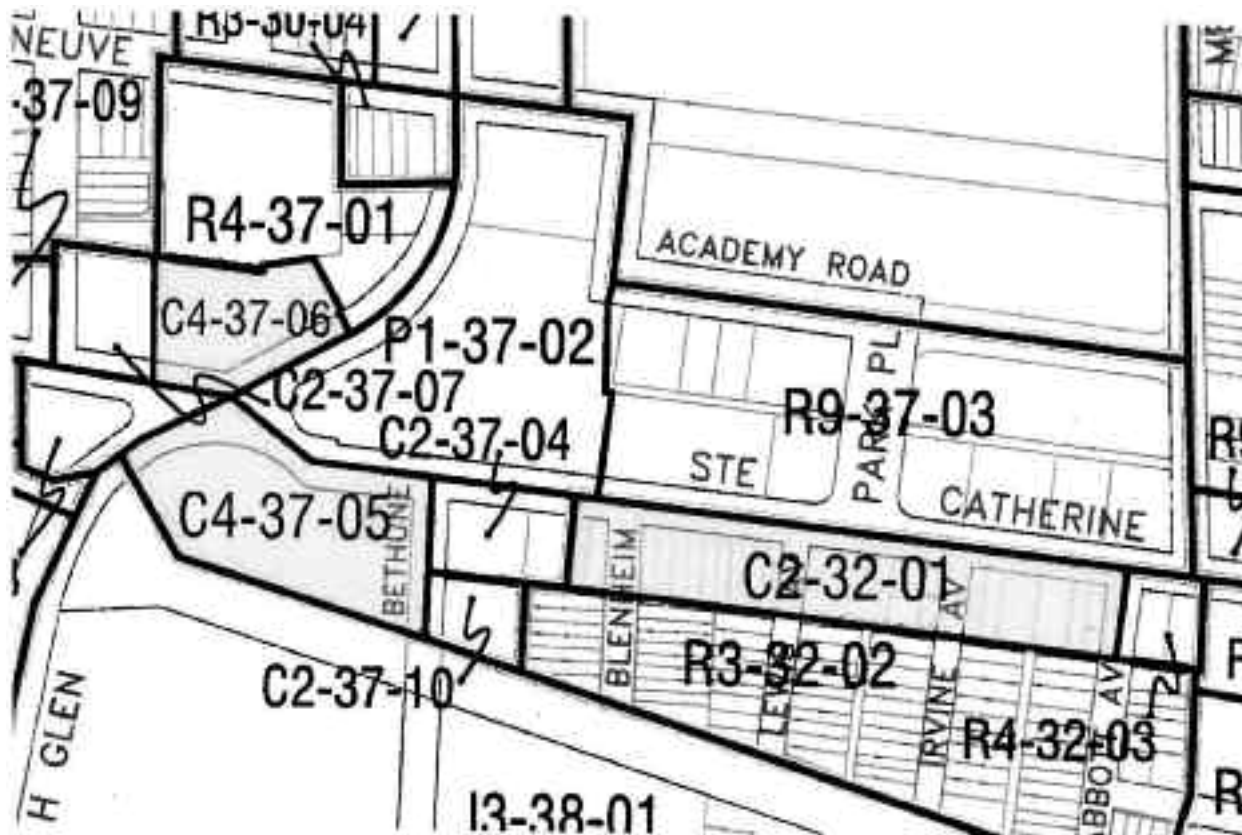 R3-30-04
NEUVE
-37-09
R4-37-01
ACADEMY ROAD
C4-37-06
P1-37-02
PARK PL
C2-37-07
R9-37-03
C2-37-04
STE CATHERINE
C4-37-05
BETHUNE
BLENHEIM
C2-32-01
IRVINE AV
R3-32-02
C2-37-10
R4-32-03
ABBOT AV
H GLEN
I3-38-01